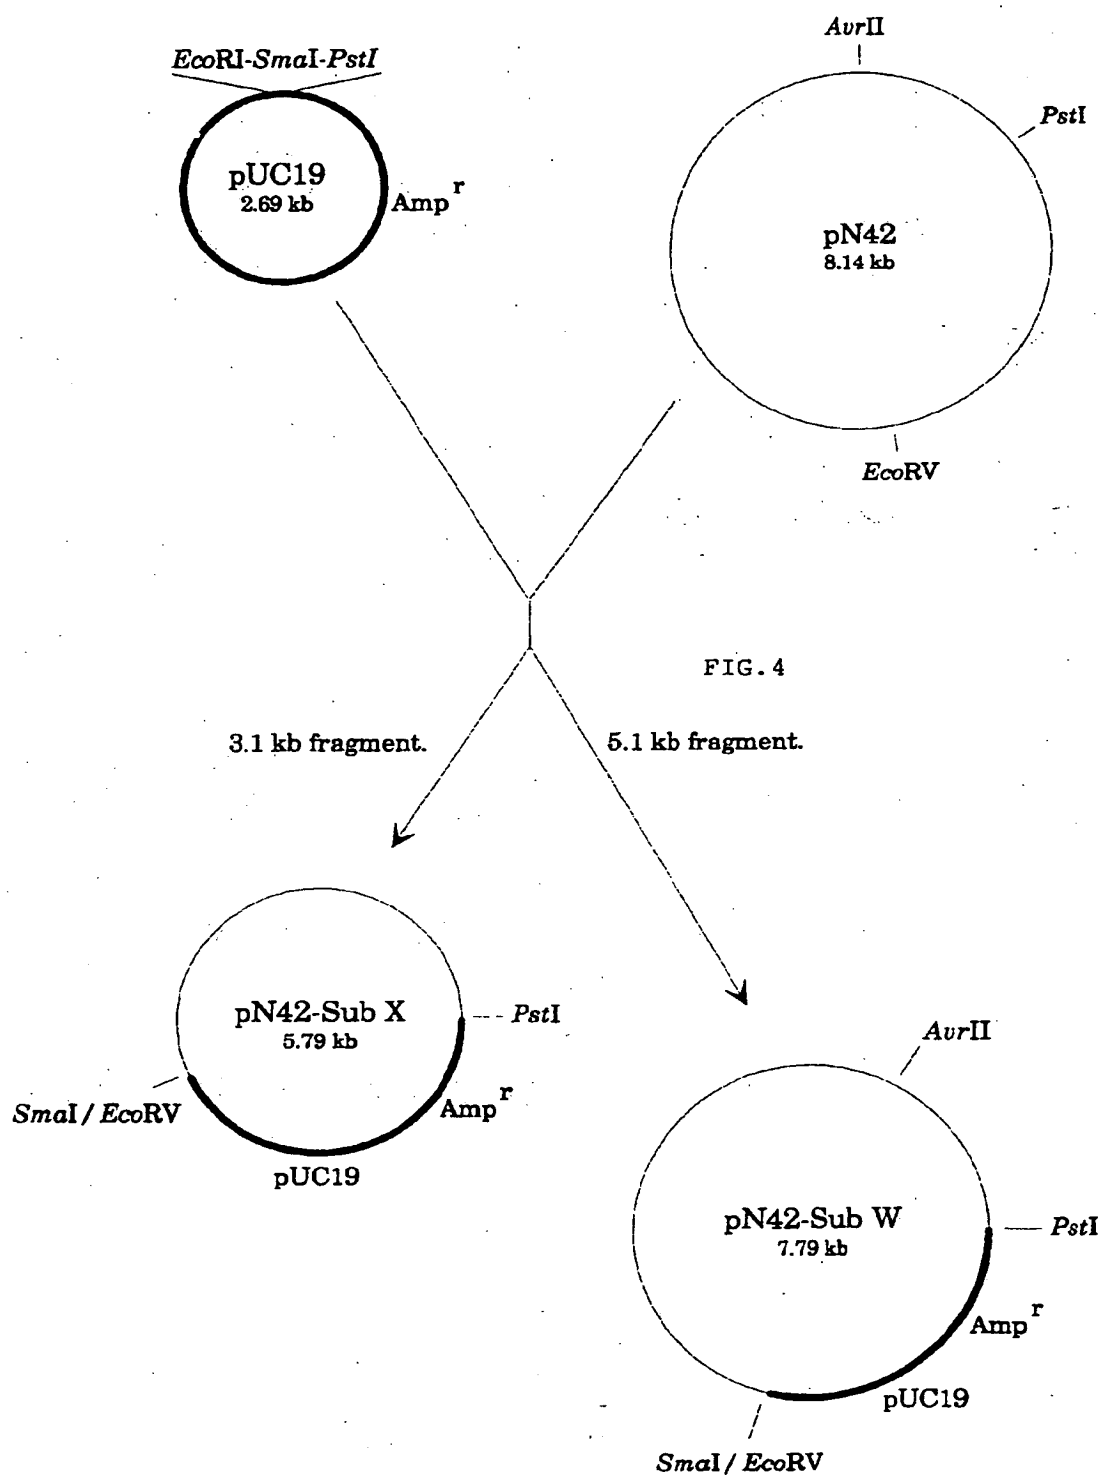 AvrII
EcoRI-SmaI-PstI
PstI
pUC19
2.69 kb
Amp r
pN42
8.14 kb
EcoRV
FIG.4
3.1 kb fragment.
5.1 kb fragment.
pN42-Sub X
5.79 kb
PstI
AvrII
SmaI / EcoRV
Amp r
pUC19
pN42-Sub W
7.79 kb
PstI
Amp r
pUC19
SmaI / EcoRV